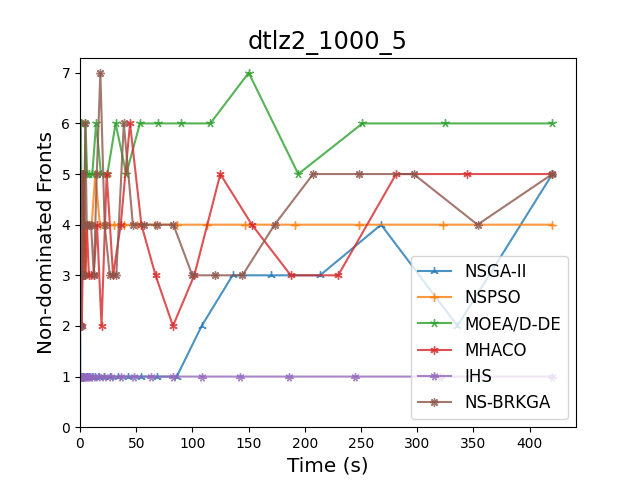 dtlz2_1000_5
Non-dominated Fronts
7
6
5
4
3
2
1
0
NSGA-II
NSPSO
MOEA/D-DE
MHACO
IHS
NS-BRKGA
0 50 100 150 200 250 300 350 400
Time (s)